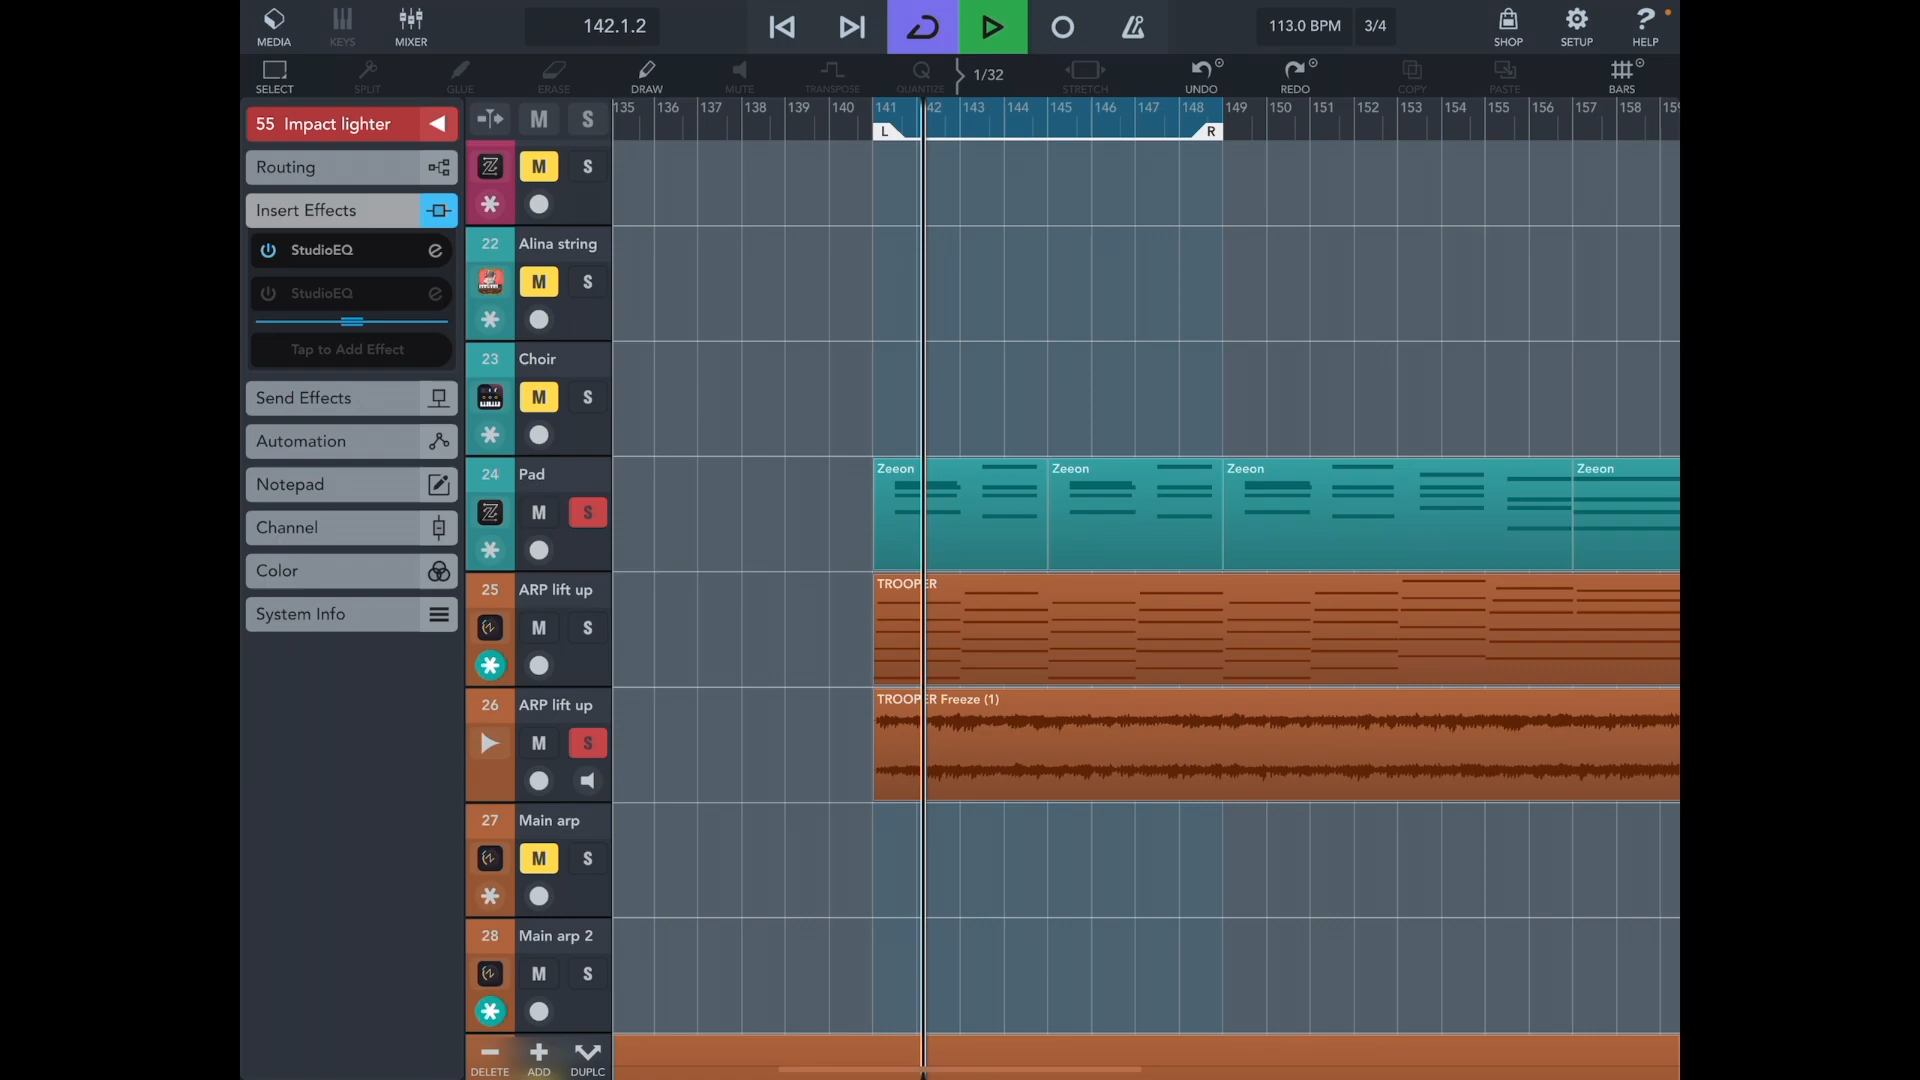 MEDIA
KEYS
MIXER
142.1.2
113.0 BPM
3/4
SHOP
SETUP
HELP
SELECT
SPLIT
GLUE
ERASE
DRAW
MUTE
TRANSPOSE
QUANTIZE
1/32
STRETCH
UNDO
REDO
COPY
PASTE
BARS
55 Impact lighter
M S
135 136 137 138 139 140 141 42 143 144 145 146 147 148 149 150 151 152 153 154 155 156 157 158 159
L R
Routing
Insert Effects
StudioEQ
StudioEQ
Tap to Add Effect
Send Effects
Automation
Notepad
Channel
Color
System Info
M S
22 Alina string
M S
23 Choir
M S
24 Pad
M S
Zeeon Zeeon Zeeon Zeeon
25 ARP lift up
M S
TROOPER
26 ARP lift up
M S
TROOPER Freeze (1)
27 Main arp
M S
28 Main arp 2
M S
DELETE ADD DUPLC